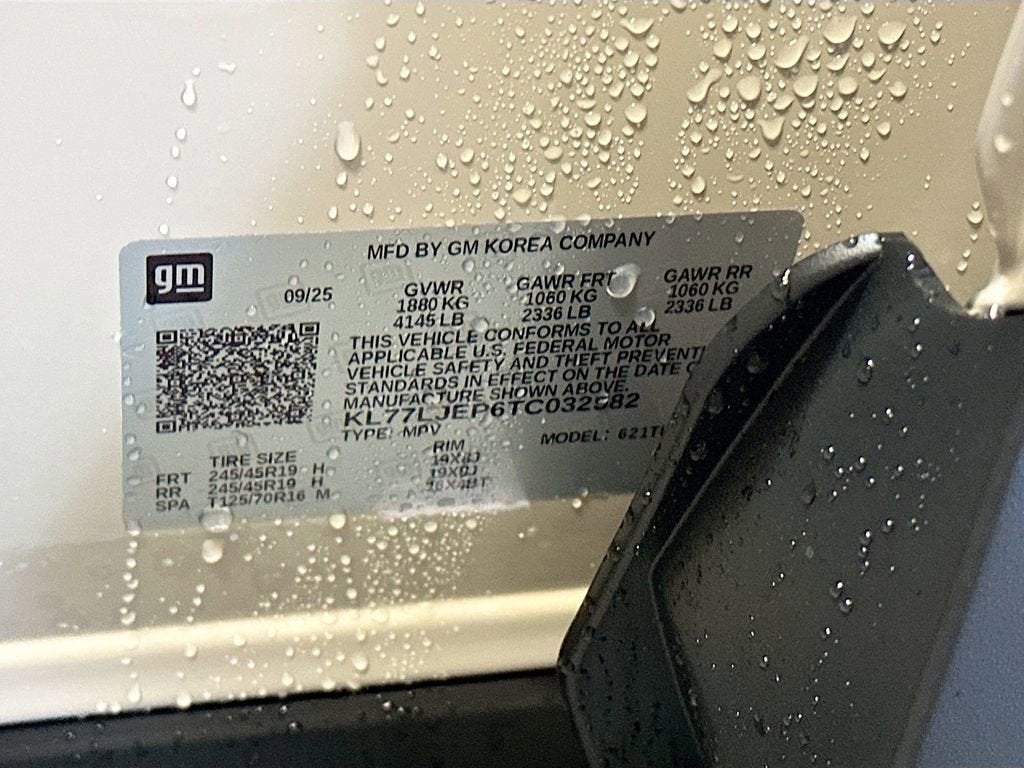 MFD BY GM KOREA COMPANY
gm
09/25
GVWR GAWR FRT GAWR RR
1880 KG 1060 KG 1060 KG
4145 LB 2336 LB 2336 LB
THIS VEHICLE CONFORMS TO ALL
APPLICABLE U.S. FEDERAL MOTOR
VEHICLE SAFETY AND THEFT PREVENT
STANDARDS IN EFFECT ON THE DATE
MANUFACTURE SHOWN ABOVE.
TYPE: MPV MODEL:
TIRE SIZE RIM
FRT 245/45R19 H
RR 245/45R19 H
SPA T125/70R16 M